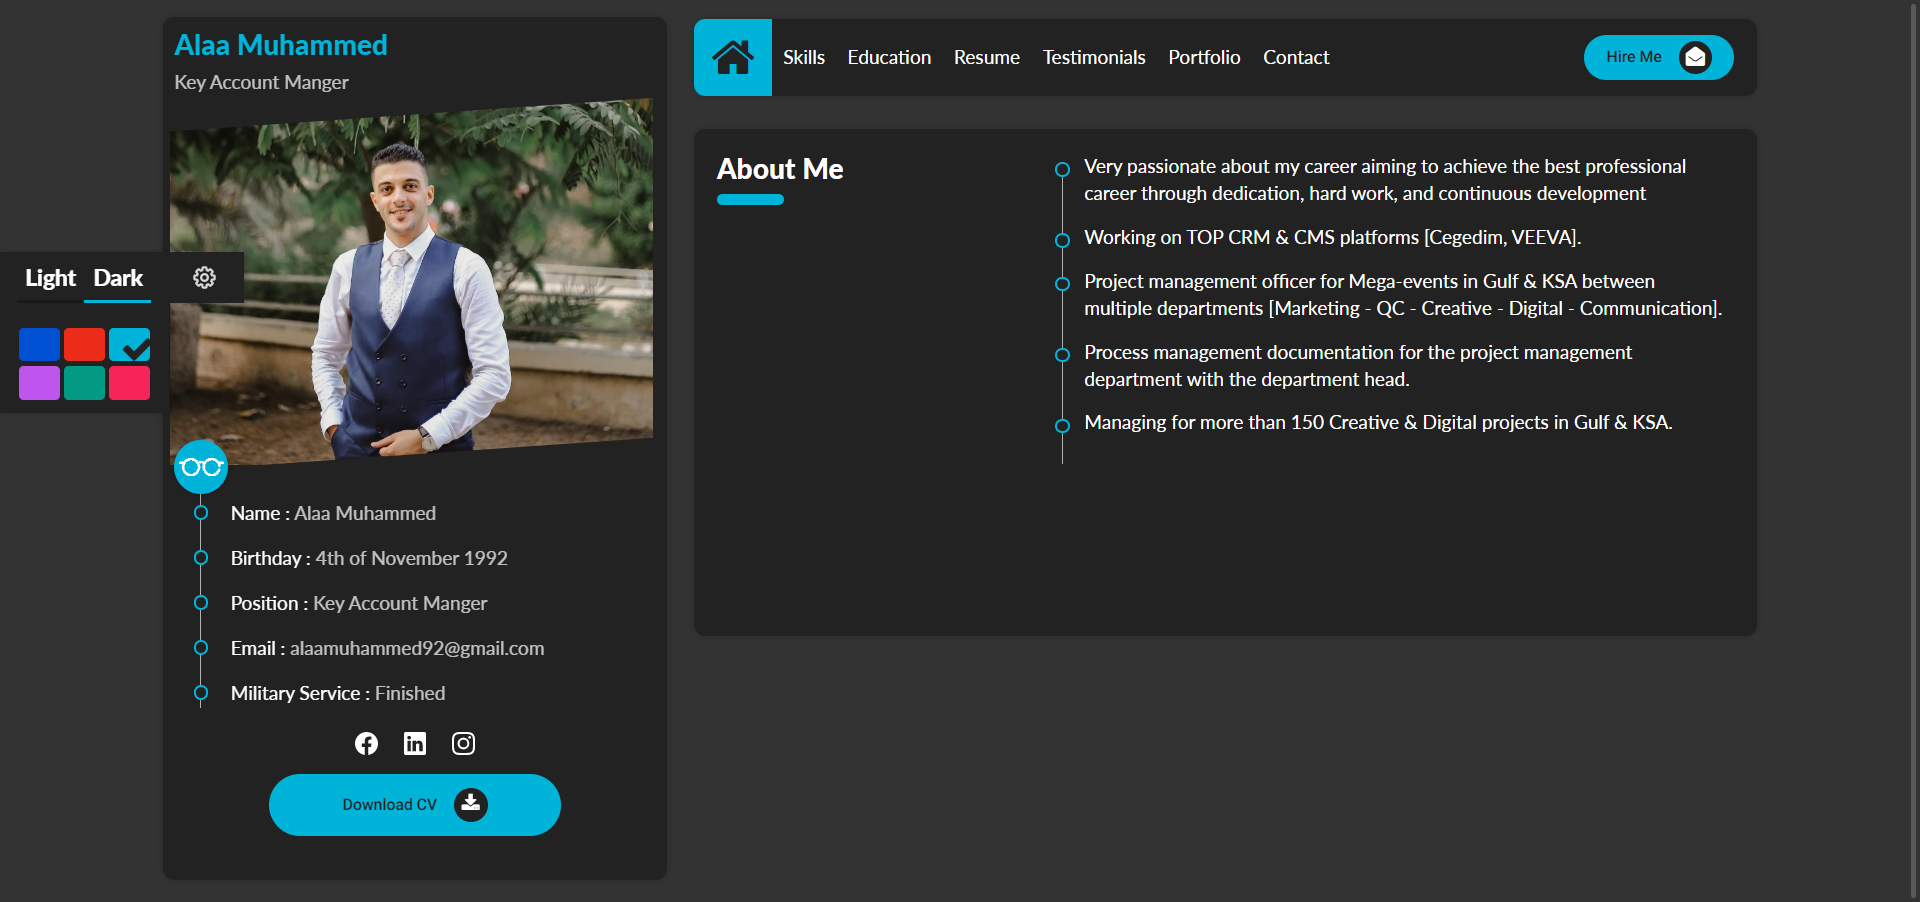 Alaa Muhammed
Key Account Manger
Light Dark
Name : Alaa Muhammed
Birthday : 4th of November 1992
Position : Key Account Manger
Email : alaamuhammed92@gmail.com
Military Service : Finished
Download CV
Skills Education Resume Testimonials Portfolio Contact
Hire Me
About Me
Very passionate about my career aiming to achieve the best professional
career through dedication, hard work, and continuous development
Working on TOP CRM & CMS platforms [Cegedim, VEEVA].
Project management officer for Mega-events in Gulf & KSA between
multiple departments [Marketing - QC - Creative - Digital - Communication].
Process management documentation for the project management
department with the department head.
Managing for more than 150 Creative & Digital projects in Gulf & KSA.